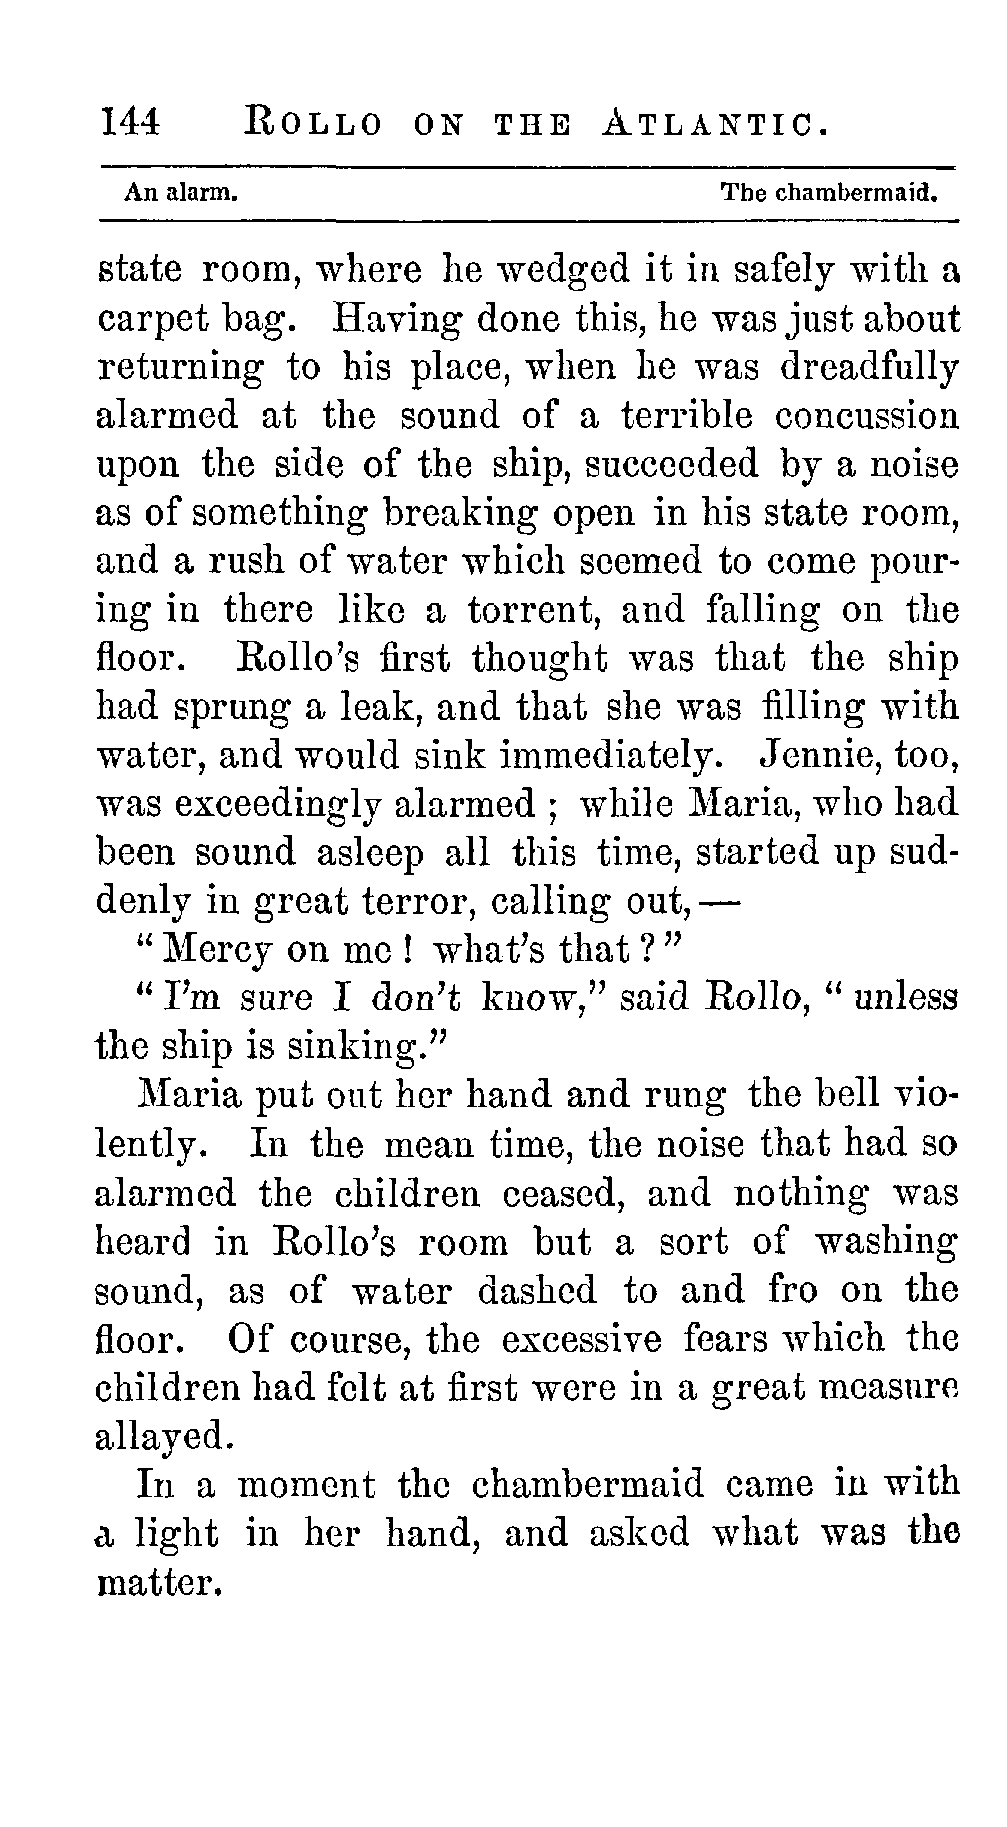 144 ROLLO ON THE ATLANTIC.
An alarm. The chambermaid.
state room, where he wedged it in safely with a
carpet bag. Having done this, he was just about
returning to his place, when he was dreadfully
alarmed at the sound of a terrible concussion
upon the side of the ship, succeeded by a noise
as of something breaking open in his state room,
and a rush of water which seemed to come pour-
ing in there like a torrent, and falling on the
floor. Rollo's first thought was that the ship
had sprung a leak, and that she was filling with
water, and would sink immediately. Jennie, too,
was exceedingly alarmed ; while Maria, who had
been sound asleep all this time, started up sud-
denly in great terror, calling out, —
" Mercy on me ! what's that ? "
" I'm sure I don't know," said Rollo, " unless
the ship is sinking."
Maria put out her hand and rung the bell vio-
lently. In the mean time, the noise that had so
alarmed the children ceased, and nothing was
heard in Rollo's room but a sort of washing
sound, as of water dashed to and fro on the
floor. Of course, the excessive fears which the
children had felt at first were in a great measure
allayed.
In a moment the chambermaid came in with
a light in her hand, and asked what was the
matter.